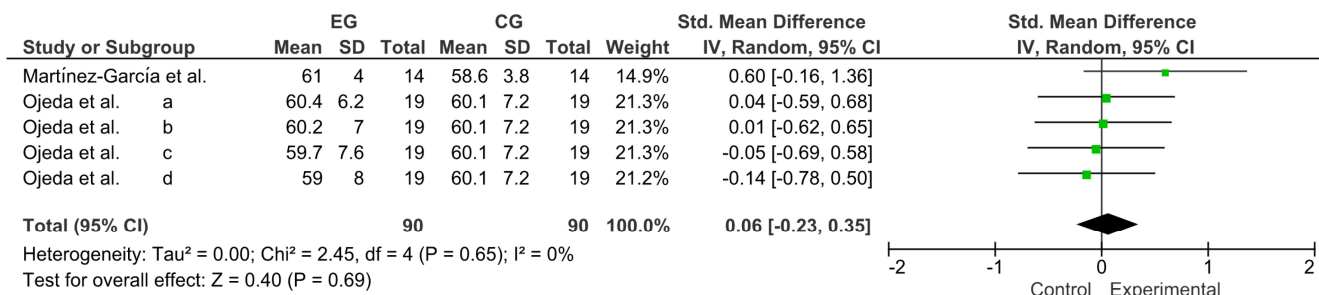 EG CG Std. Mean Difference Std. Mean Difference
Study or Subgroup Mean SD Total Mean SD Total Weight IV, Random, 95% CI IV, Random, 95% CI
Martínez-García et al. 61 4 14 58.6 3.8 14 14.9% 0.60 [-0.16, 1.36]
Ojeda et al. a 60.4 6.2 19 60.1 7.2 19 21.3% 0.04 [-0.59, 0.68]
Ojeda et al. b 60.2 7 19 60.1 7.2 19 21.3% 0.01 [-0.62, 0.65]
Ojeda et al. c 59.7 7.6 19 60.1 7.2 19 21.3% -0.05 [-0.69, 0.58]
Ojeda et al. d 59 8 19 60.1 7.2 19 21.2% -0.14 [-0.78, 0.50]
Total (95% CI) 90 90 100.0% 0.06 [-0.23, 0.35]
Heterogeneity: Tau² = 0.00; Chi² = 2.45, df = 4 (P = 0.65); I² = 0%
Test for overall effect: Z = 0.40 (P = 0.69)
-2 -1 0 1 2
Control Experimental